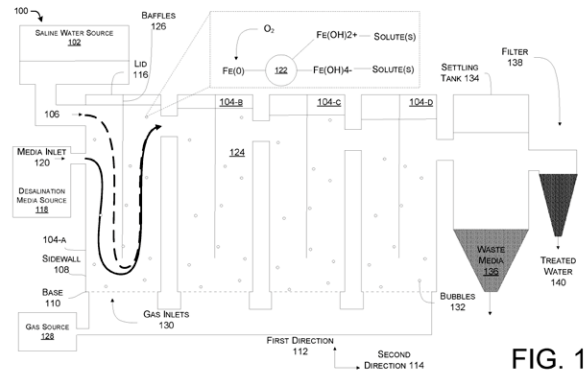 100
SALINE WATER SOURCE
102
BAFFLES
126
LID
116
O2
Fe(0)
122
Fe(OH)2+
SOLUTE(S)
Fe(OH)4-
SOLUTE(S)
SETTLING
TANK 134
FILTER
138
106
104-B
104-C
104-D
MEDIA INLET
120
124
DESALINATION
MEDIA SOURCE
118
104-A
SIDEWALL
108
BASE
110
GAS INLETS
130
GAS SOURCE
128
BUBBLES
132
WASTE
MEDIA
136
TREATED
WATER
140
FIRST DIRECTION
112
SECOND
DIRECTION 114
FIG. 1